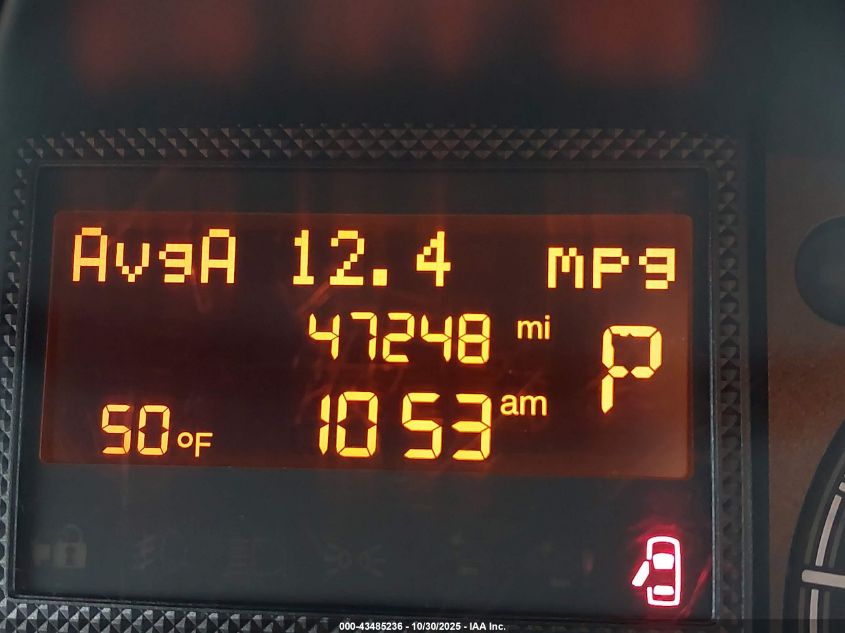 AvgA 12.4 mpg
47248 mi
P
50°F 10 53 am
000-43485236 - 10/30/2025 - IAA Inc.